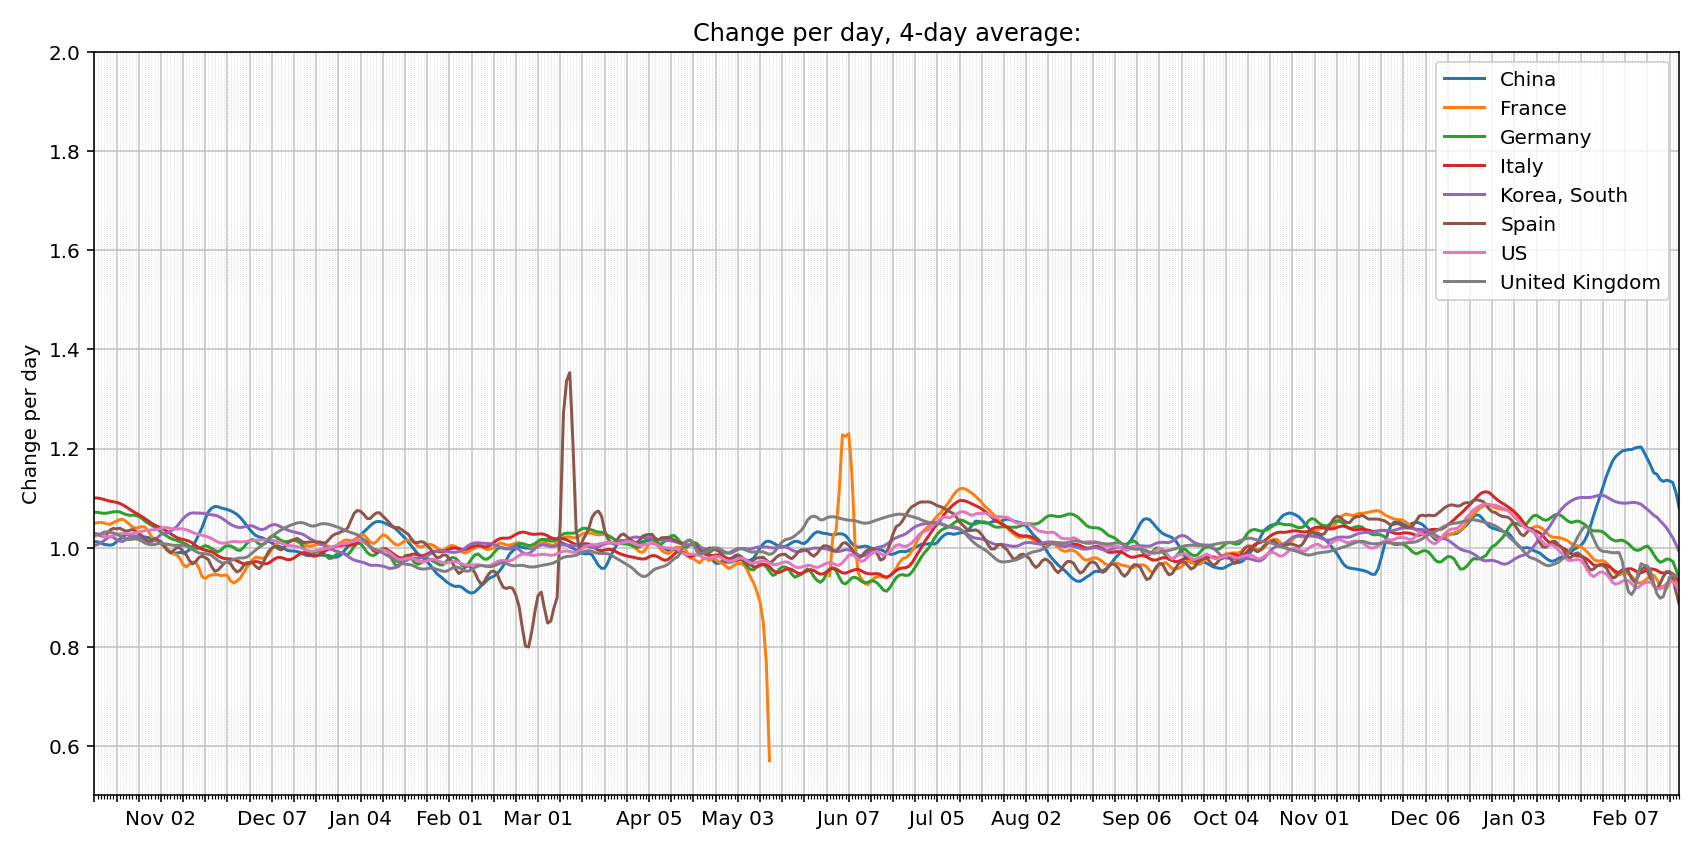 Change per day, 4-day average:
2.0
1.8
1.6
1.4
1.2
1.0
0.8
0.6
Change per day
China
France
Germany
Italy
Korea, South
Spain
US
United Kingdom
Nov 02 Dec 07 Jan 04 Feb 01 Mar 01 Apr 05 May 03 Jun 07 Jul 05 Aug 02 Sep 06 Oct 04 Nov 01 Dec 06 Jan 03 Feb 07